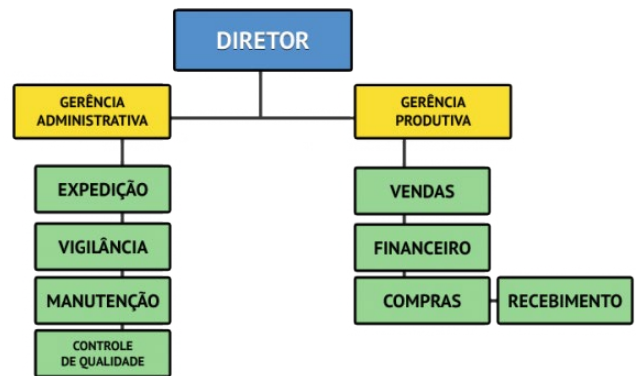 DIRETOR
GERÊNCIA
ADMINISTRATIVA
GERÊNCIA
PRODUTIVA
EXPEDIÇÃO
VIGILÂNCIA
MANUTENÇÃO
CONTROLE
DE QUALIDADE
VENDAS
FINANCEIRO
COMPRAS
RECEBIMENTO